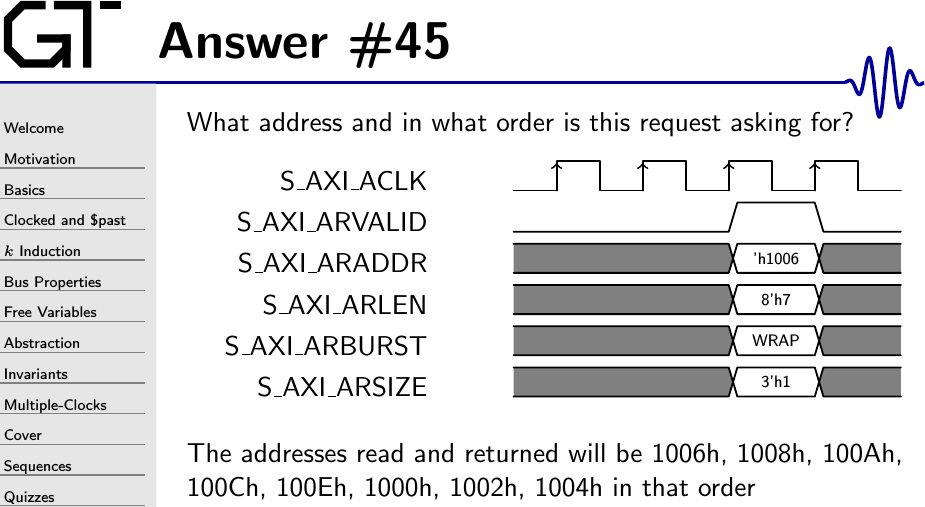 GT
Answer #45
Welcome
Motivation
Basics
Clocked and $past
k Induction
Bus Properties
Free Variables
Abstraction
Invariants
Multiple-Clocks
Cover
Sequences
Quizzes
What address and in what order is this request asking for?
S_AXI_ACLK
S_AXI_ARVALID
S_AXI_ARADDR 'h1006
S_AXI_ARLEN 8'h7
S_AXI_ARBURST WRAP
S_AXI_ARSIZE 3'h1
The addresses read and returned will be 1006h, 1008h, 100Ah,
100Ch, 100Eh, 1000h, 1002h, 1004h in that order